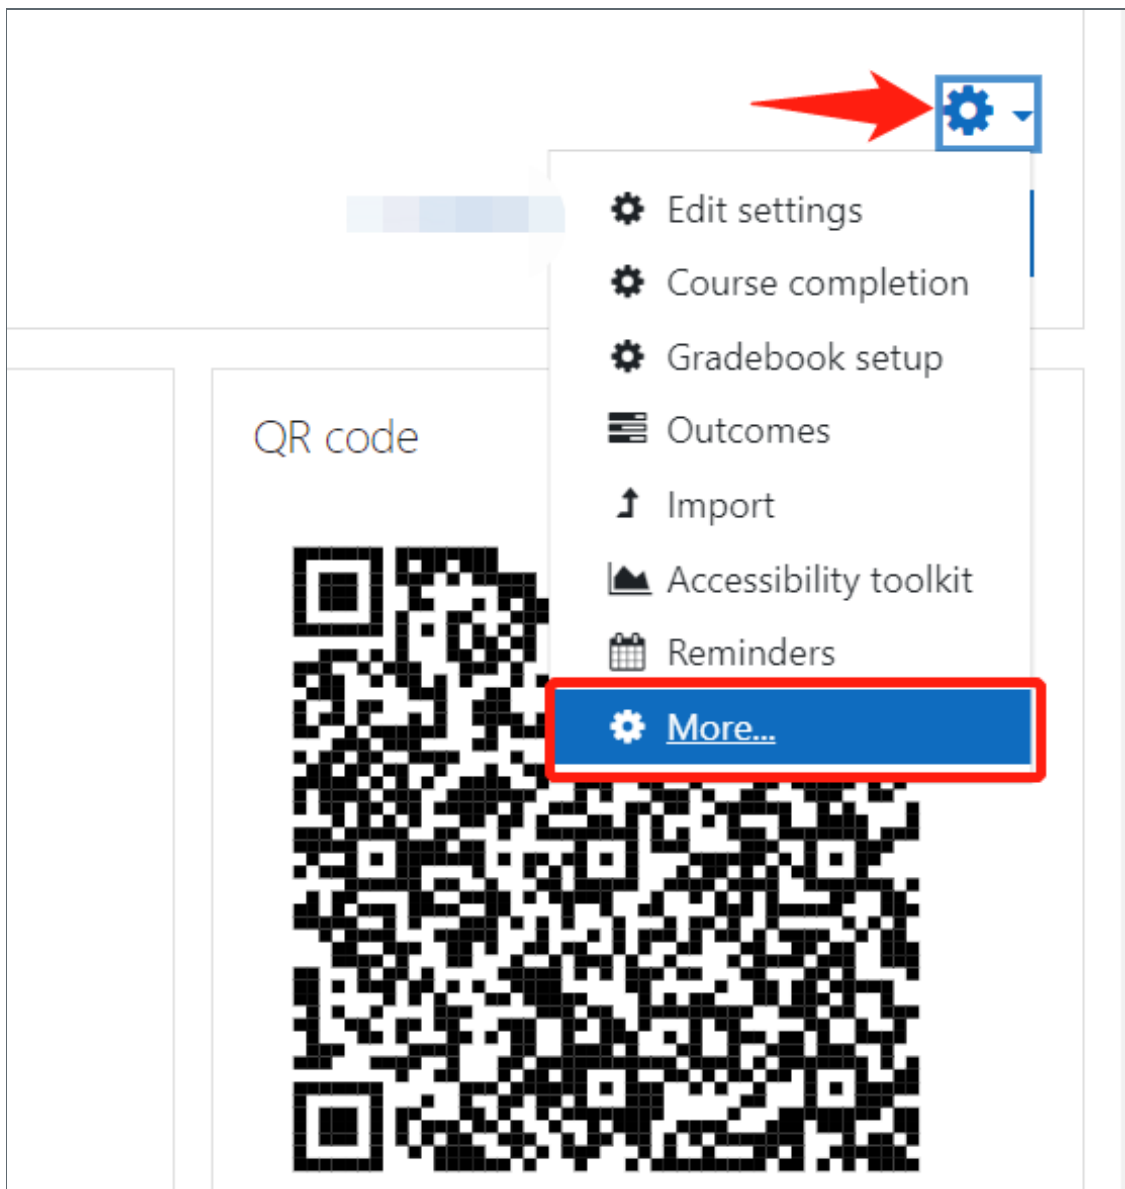 Edit settings
Course completion
Gradebook setup
QR code
Outcomes
Import
Accessibility toolkit
Reminders
More...